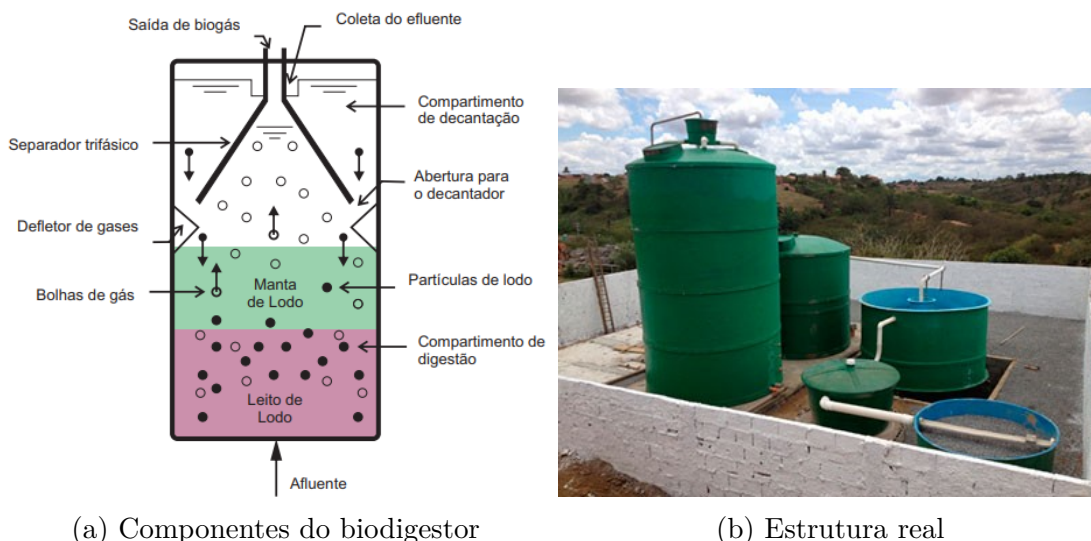 Saída de biogás
Coleta do efluente
Compartimento
de decantação
Separador trifásico
Abertura para
o decantador
Defletor de gases
Manta
de Lodo
Partículas de lodo
Bolhas de gás
Compartimento de
digestão
Leito de
Lodo
Afluente
(a) Componentes do biodigestor
(b) Estrutura real